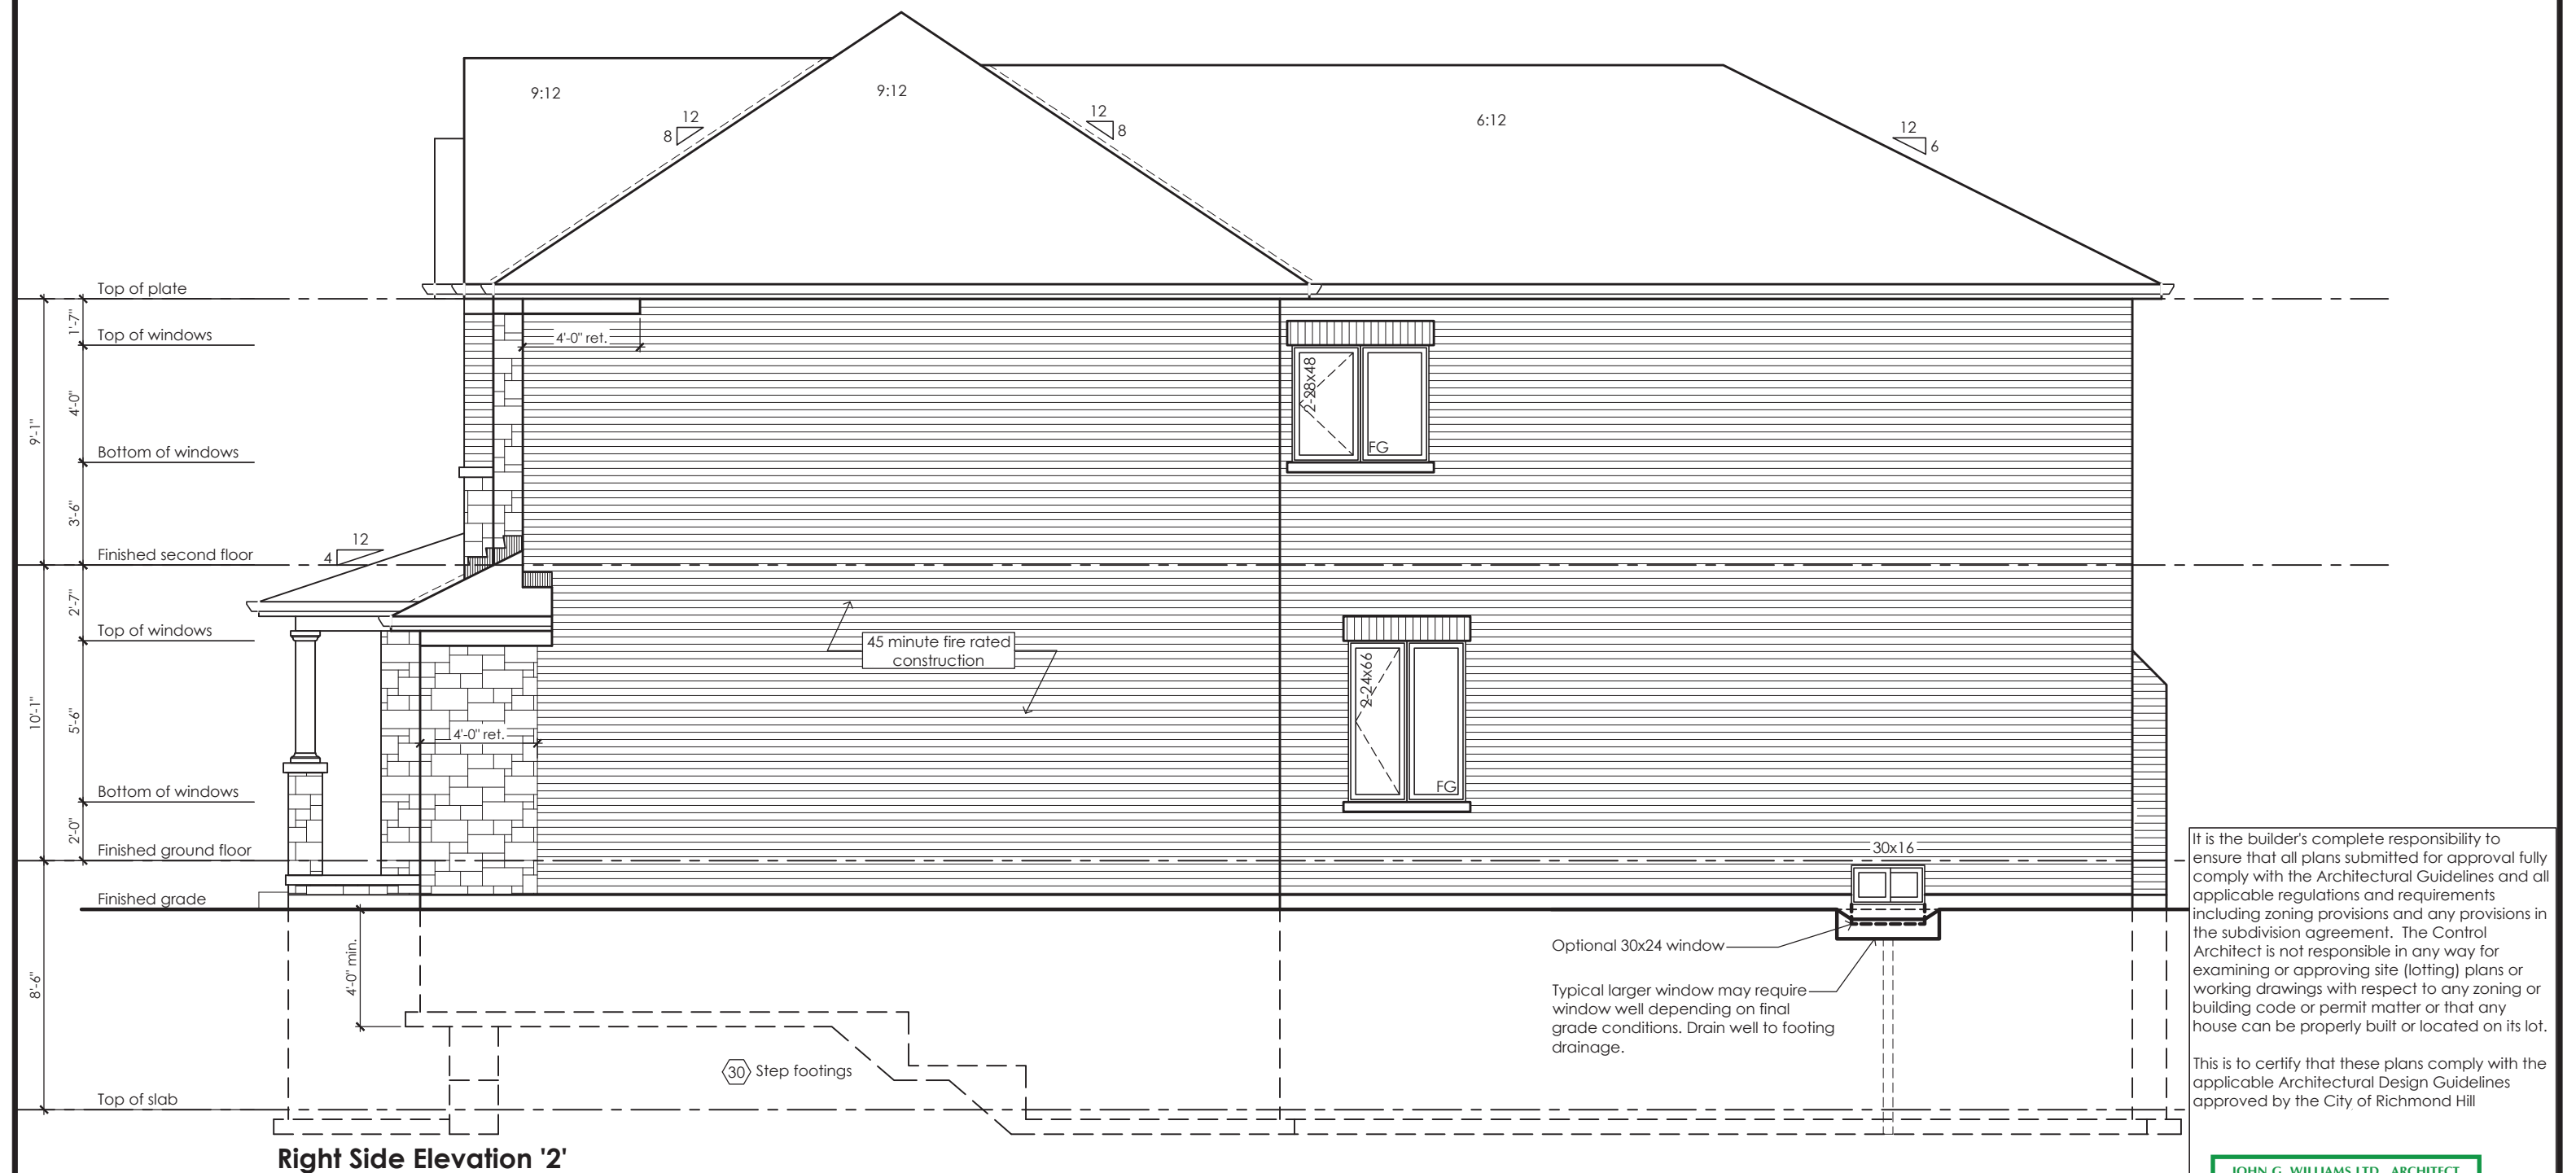 9:12
9:12
6:12
12
8
12
8
12
6
Top of plate
1'-7"
Top of windows
4'-0" ret.
2-28x48
4'-0"
9'-1"
Bottom of windows
FG
3'-6"
12
4
Finished second floor
2'-7"
Top of windows
45 minute fire rated
construction
2-24x66
10'-1"
5'-6"
4'-0" ret.
Bottom of windows
FG
2'-0"
Finished ground floor
30x16
Finished grade
4'-0" min.
8'-6"
Optional 30x24 window
Typical larger window may require
window well depending on final
grade conditions. Drain well to footing
drainage.
30 Step footings
Top of slab
Right Side Elevation '2'
It is the builder's complete responsibility to
ensure that all plans submitted for approval fully
comply with the Architectural Guidelines and all
applicable regulations and requirements
including zoning provisions and any provisions in
the subdivision agreement. The Control
Architect is not responsible in any way for
examining or approving site (lotting) plans or
working drawings with respect to any zoning or
building code or permit matter or that any
house can be properly built or located on its lot.
This is to certify that these plans comply with the
applicable Architectural Design Guidelines
approved by the City of Richmond Hill
JOHN G. WILLIAMS LTD., ARCHITECT